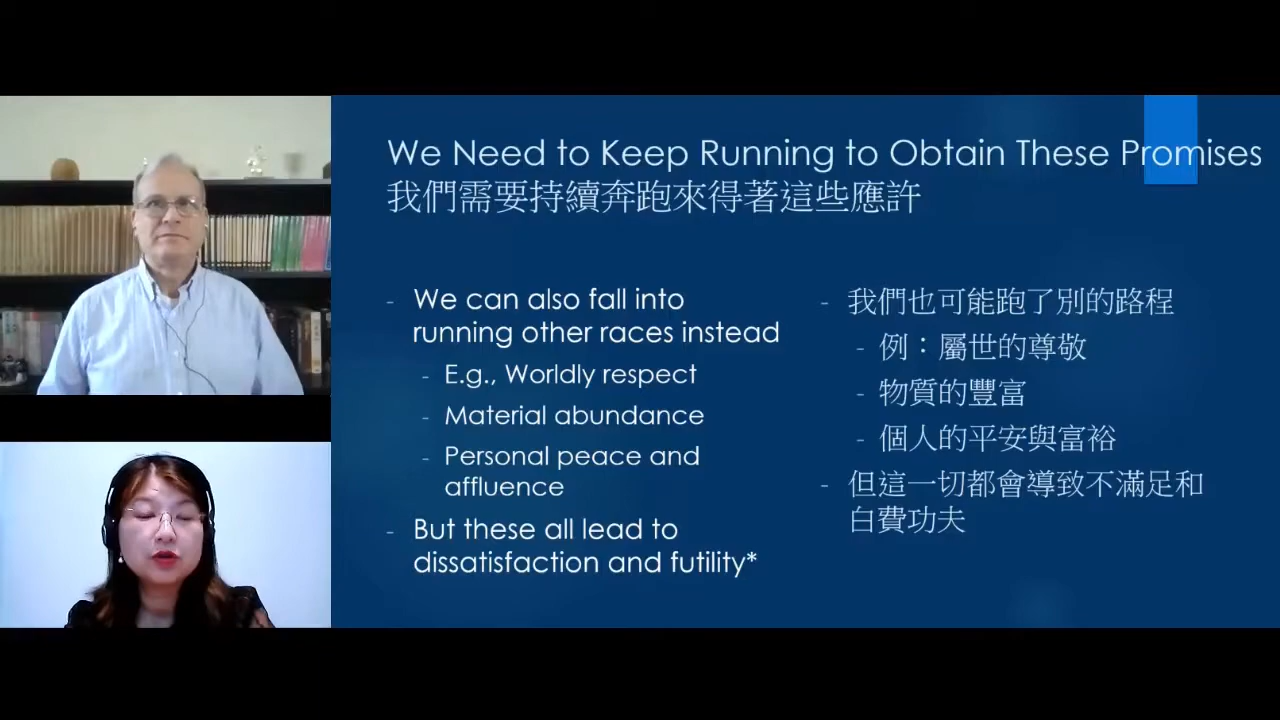 We Need to Keep Running to Obtain These Promises
我們需要持續奔跑來得著這些應許
- We can also fall into
running other races instead
- E.g., Worldly respect
- Material abundance
- Personal peace and
affluence
- But these all lead to
dissatisfaction and futility*
- 我們也可能跑了別的路程
- 例：屬世的尊敬
- 物質的豐富
- 個人的平安與富裕
- 但這一切都會導致不滿足和
白費功夫